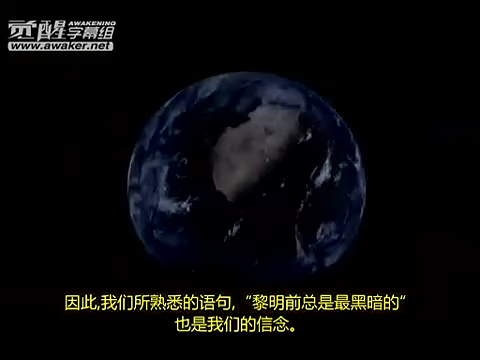 觉醒字幕组
AWAKENING
www.awaker.net
因此,我们所熟悉的语句,“黎明前总是最黑暗的“
也是我们的信念。